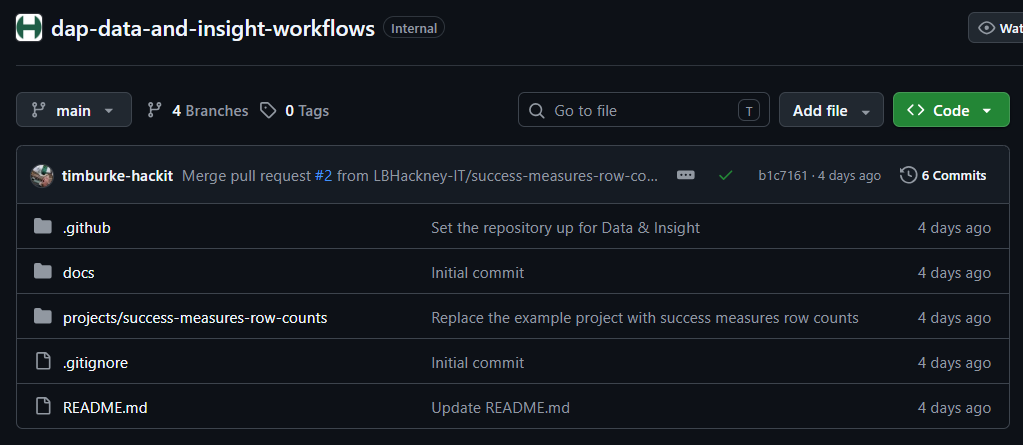 dap-data-and-insight-workflows Internal Wat
main 4 Branches 0 Tags Go to file T Add file Code
timburke-hackit Merge pull request #2 from LBHackney-IT/success-measures-row-co... b1c7161 · 4 days ago 6 Commits
.github Set the repository up for Data & Insight 4 days ago
docs Initial commit 4 days ago
projects/success-measures-row-counts Replace the example project with success measures row counts 4 days ago
.gitignore Initial commit 4 days ago
README.md Update README.md 4 days ago